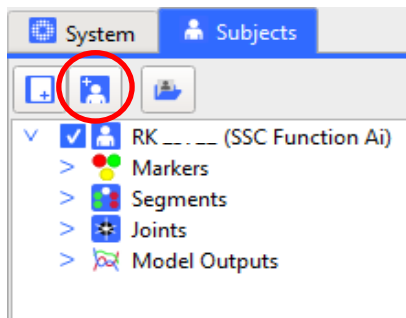 System
Subjects
RK (SSC Function Ai)
Markers
Segments
Joints
Model Outputs